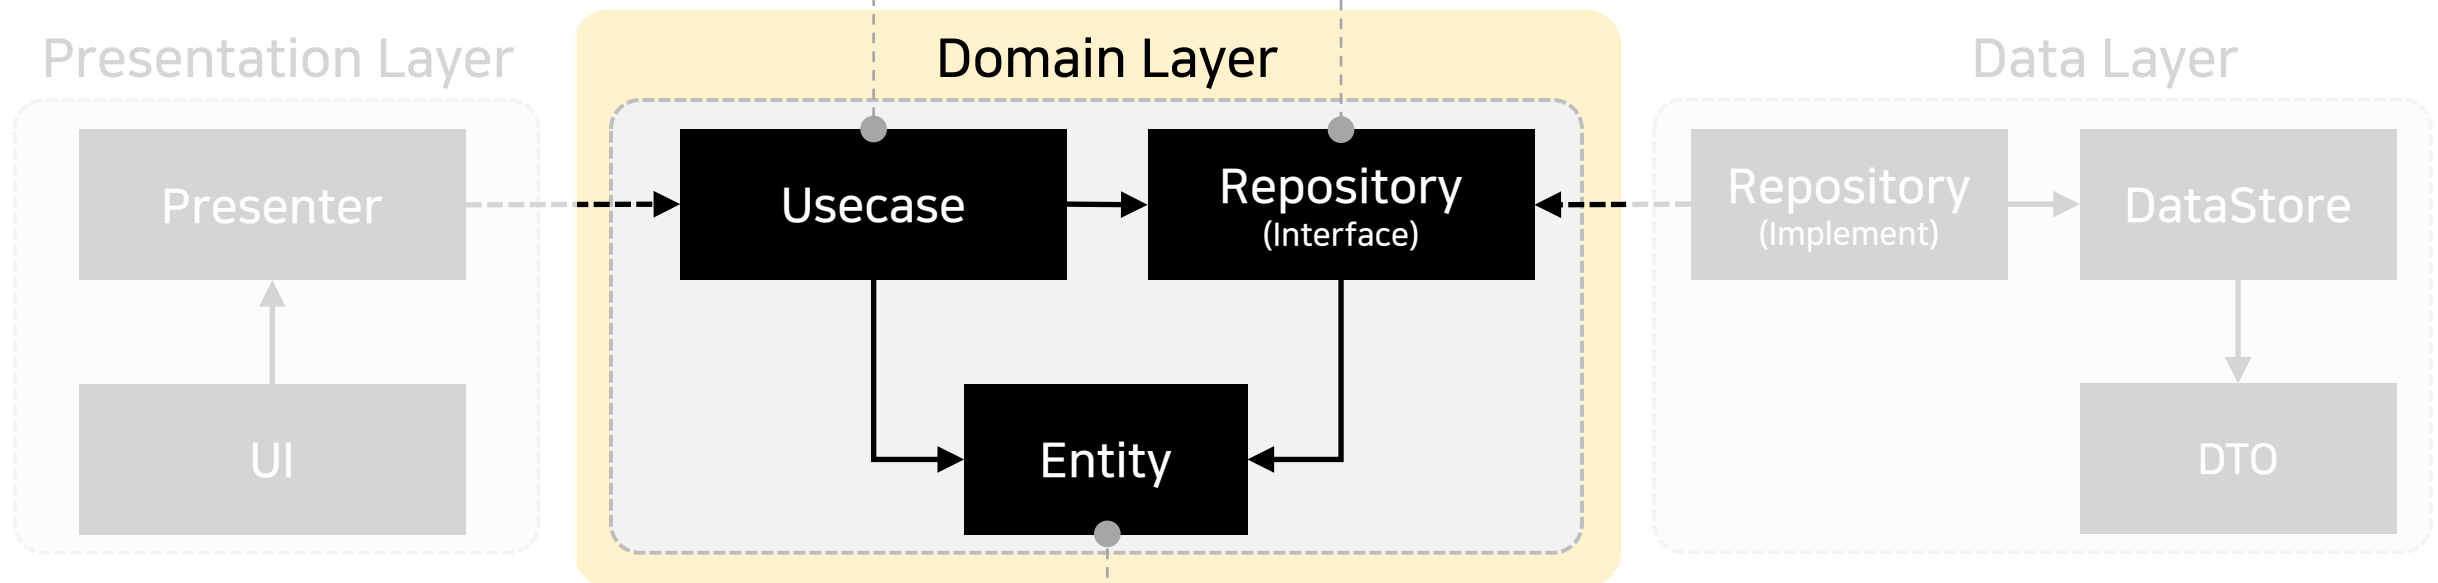 Presentation Layer
Presenter
UI
Domain Layer
Usecase
Repository
(Interface)
Entity
Data Layer
Repository
(Implement)
DataStore
DTO